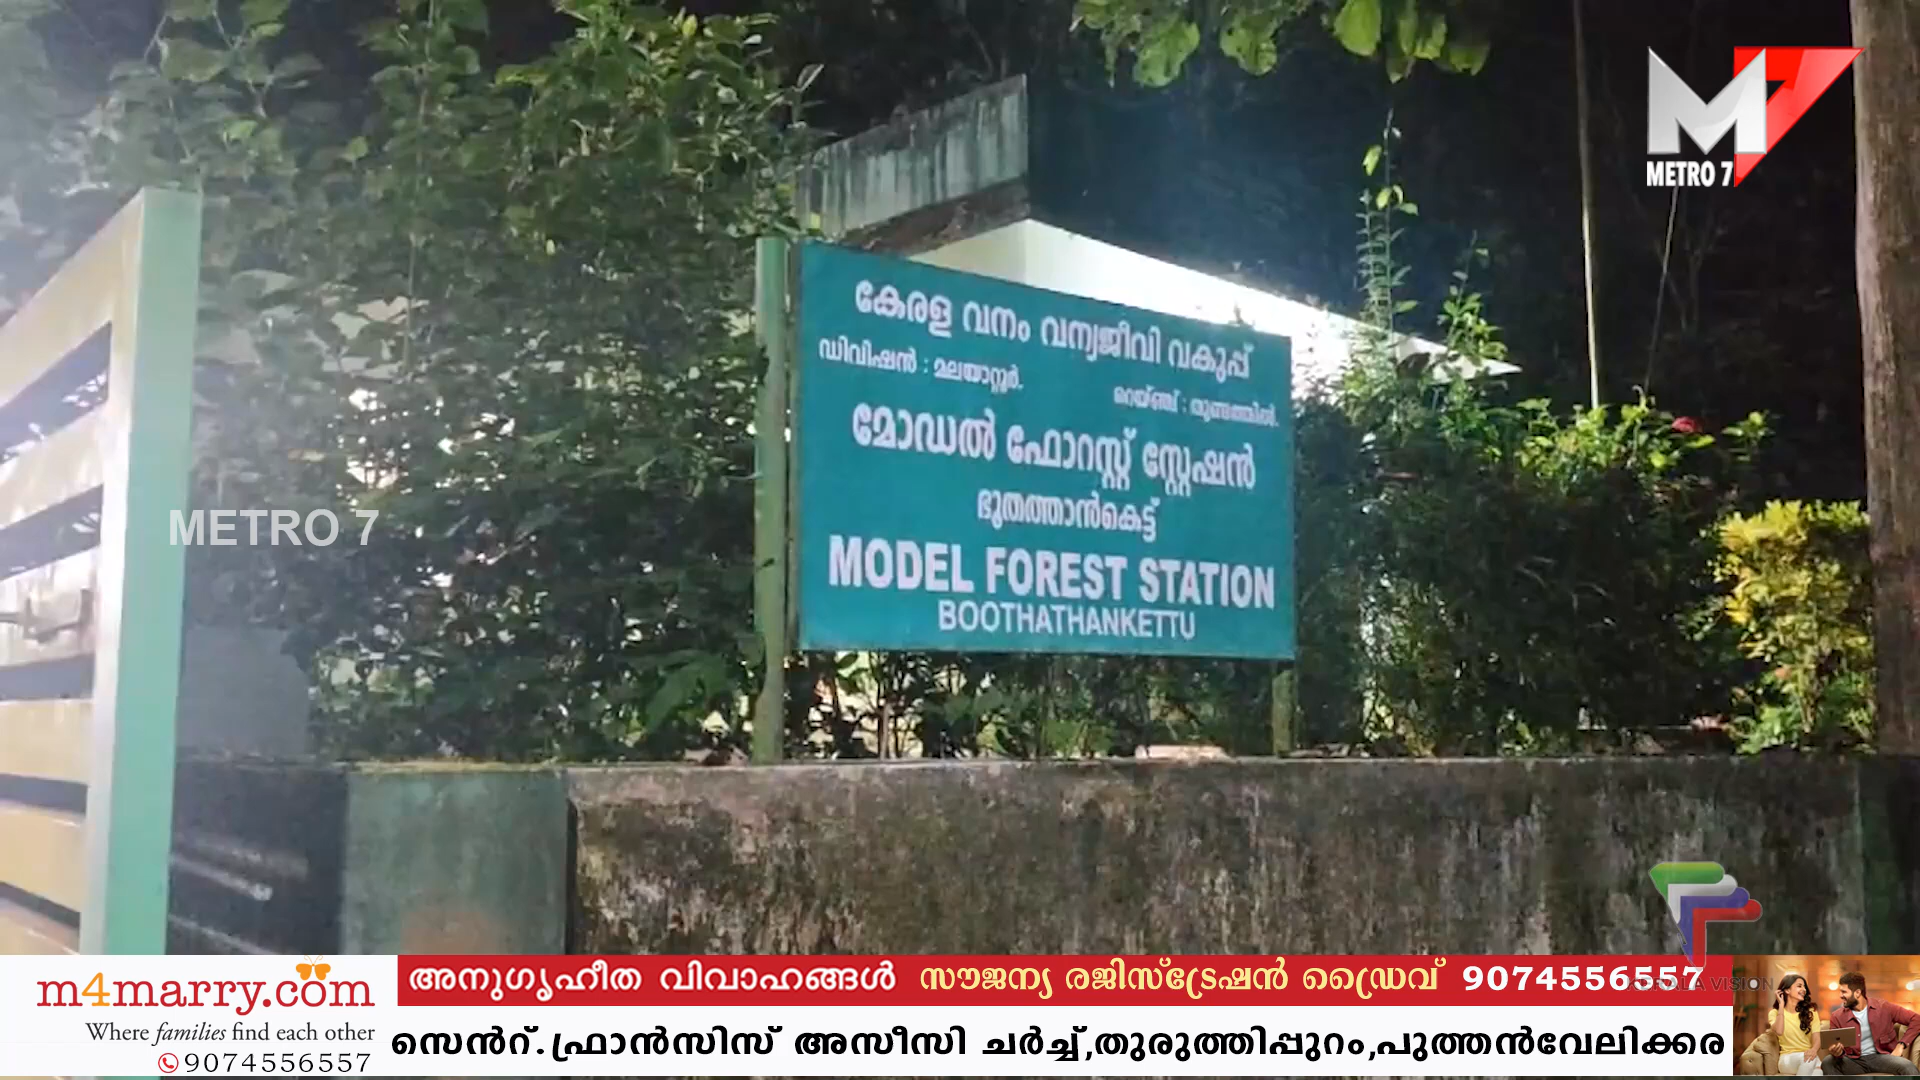 METRO 7
കേരള വനം വന്യജീവി വകുപ്പ്
ഡിവിഷൻ : മലയാറ്റൂർ.
റെയ്ഞ്ച് : തുണ്ടത്തിൽ.
മോഡൽ ഫോറസ്റ്റ് സ്റ്റേഷൻ
ഭൂതത്താൻകെട്ട്
MODEL FOREST STATION
BOOTHATHANKETTU
METRO 7
KERALA VISION
m4marry.com
Where families find each other
9074556557
അനുഗൃഹീത വിവാഹങ്ങൾ സൗജന്യ രജിസ്ട്രേഷൻ ഡ്രൈവ് 9074556557
സെൻറ്.ഫ്രാൻസിസ് അസീസി ചർച്ച്,തുരുത്തിപ്പുറം,പുത്തൻവേലിക്കര